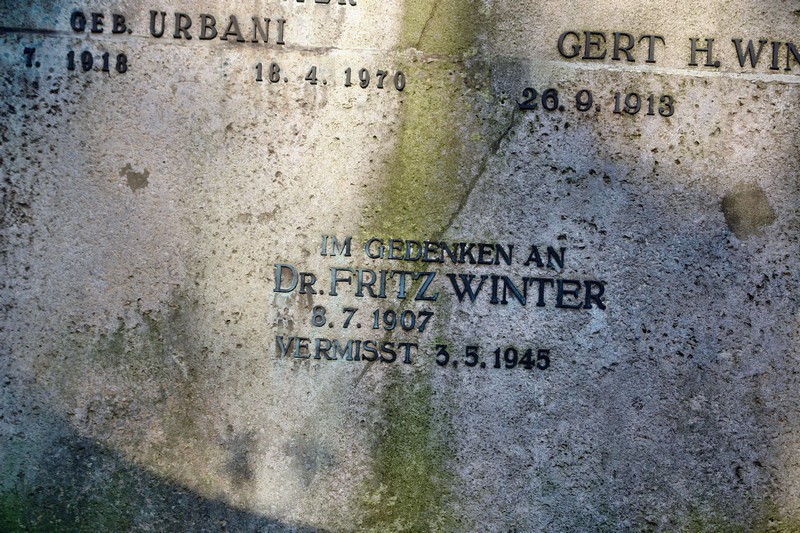 GEB. URBANI
7. 1918
18. 4. 1970
GERT H. WIN
26. 9. 1913
IM GEDENKEN AN
DR. FRITZ WINTER
8. 7. 1907
VERMISST 3. 5. 1945